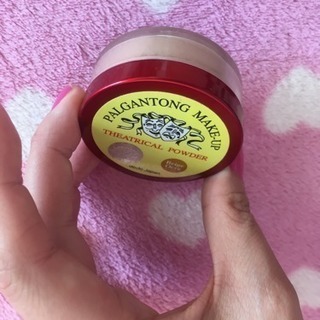 PALGANTONG MAKE-UP
THEATRICAL POWDER